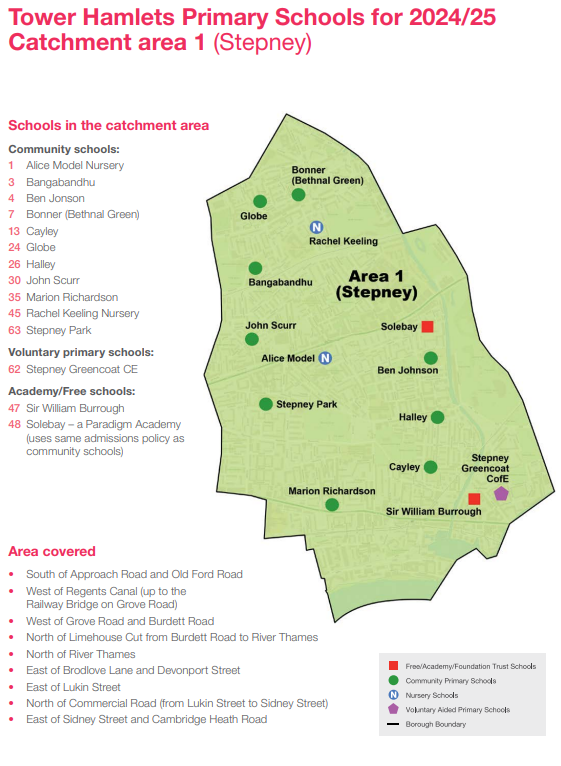 Tower Hamlets Primary Schools for 2024/25
Catchment area 1 (Stepney)
Schools in the catchment area
Community schools:
1 Alice Model Nursery
3 Bangabandhu
4 Ben Jonson
7 Bonner (Bethnal Green)
13 Cayley
24 Globe
26 Halley
30 John Scurr
35 Marion Richardson
45 Rachel Keeling Nursery
63 Stepney Park
Voluntary primary schools:
62 Stepney Greencoat CE
Academy/Free schools:
47 Sir William Burrough
48 Solebay – a Paradigm Academy
(uses same admissions policy as
community schools)
Bonner
(Bethnal Green)
Globe
N
Rachel Keeling
Bangabandhu
Area 1
(Stepney)
John Scurr
Solebay
Alice Model N
Ben Johnson
Stepney Park
Halley
Cayley
Stepney
Greencoat
CofE
Marion Richardson
Sir William Burrough
Area covered
• South of Approach Road and Old Ford Road
• West of Regents Canal (up to the
Railway Bridge on Grove Road)
• West of Grove Road and Burdett Road
• North of Limehouse Cut from Burdett Road to River Thames
• North of River Thames
• East of Brodlove Lane and Devonport Street
• East of Lukin Street
• North of Commercial Road (from Lukin Street to Sidney Street)
• East of Sidney Street and Cambridge Heath Road
Free/Academy/Foundation Trust Schools
Community Primary Schools
N Nursery Schools
Voluntary Aided Primary Schools
Borough Boundary